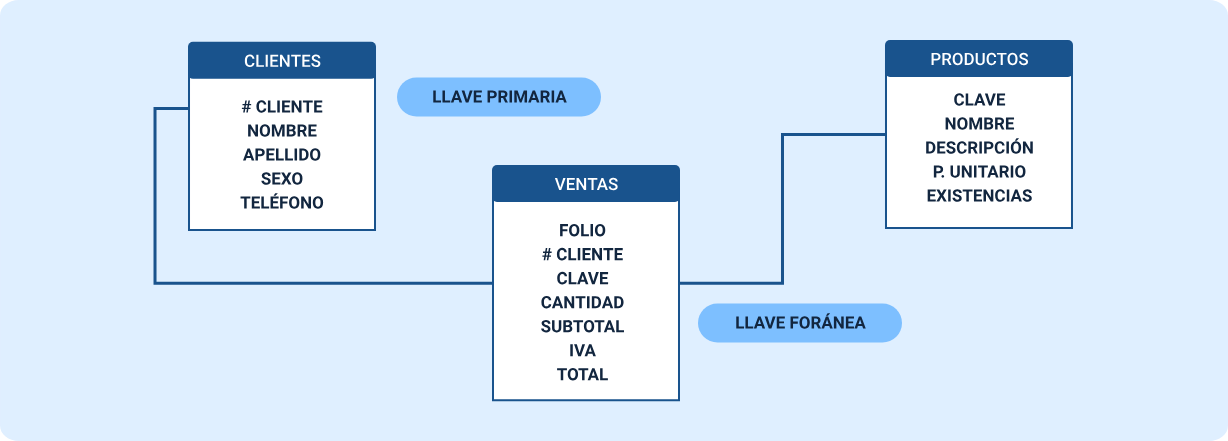 CLIENTES
# CLIENTE
NOMBRE
APELLIDO
SEXO
TELÉFONO
LLAVE PRIMARIA
VENTAS
FOLIO
# CLIENTE
CLAVE
CANTIDAD
SUBTOTAL
IVA
TOTAL
LLAVE FORÁNEA
PRODUCTOS
CLAVE
NOMBRE
DESCRIPCIÓN
P. UNITARIO
EXISTENCIAS